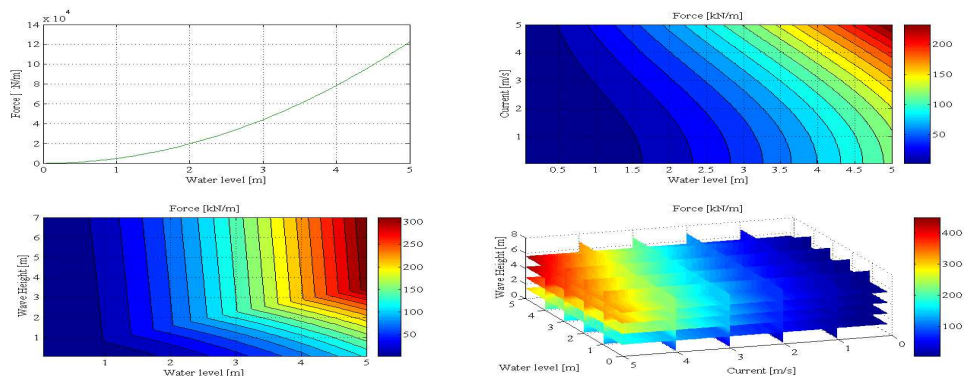 x 10⁴
14
12
10
8
6
4
2
0
Force [ N/m]
0 1 2 3 4 5
Water level [m]
Force [kN/m]
5
4
3
2
1
Current [m/s]
0.5 1 1.5 2 2.5 3 3.5 4 4.5 5
Water level [m]
200
150
100
50
Force [kN/m]
7
6
5
4
3
2
1
Wave Height [m]
1 2 3 4 5
Water level [m]
300
250
200
150
100
50
Force [kN/m]
8
6
4
2
0
Wave Height [m]
5
4
3
2
1
0
Water level [m]
5 4 3 2 1 0
Current [m/s]
400
300
200
100